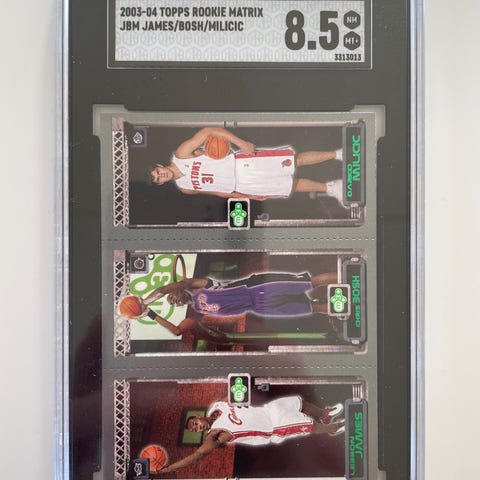 2003-04 TOPPS ROOKIE MATRIX
JBM JAMES/BOSH/MILICIC
8.5
NM
MT+
3313013
DARKO
MILICIC
PISTONS
31
CHRIS
BOSH
LEBRON
JAMES